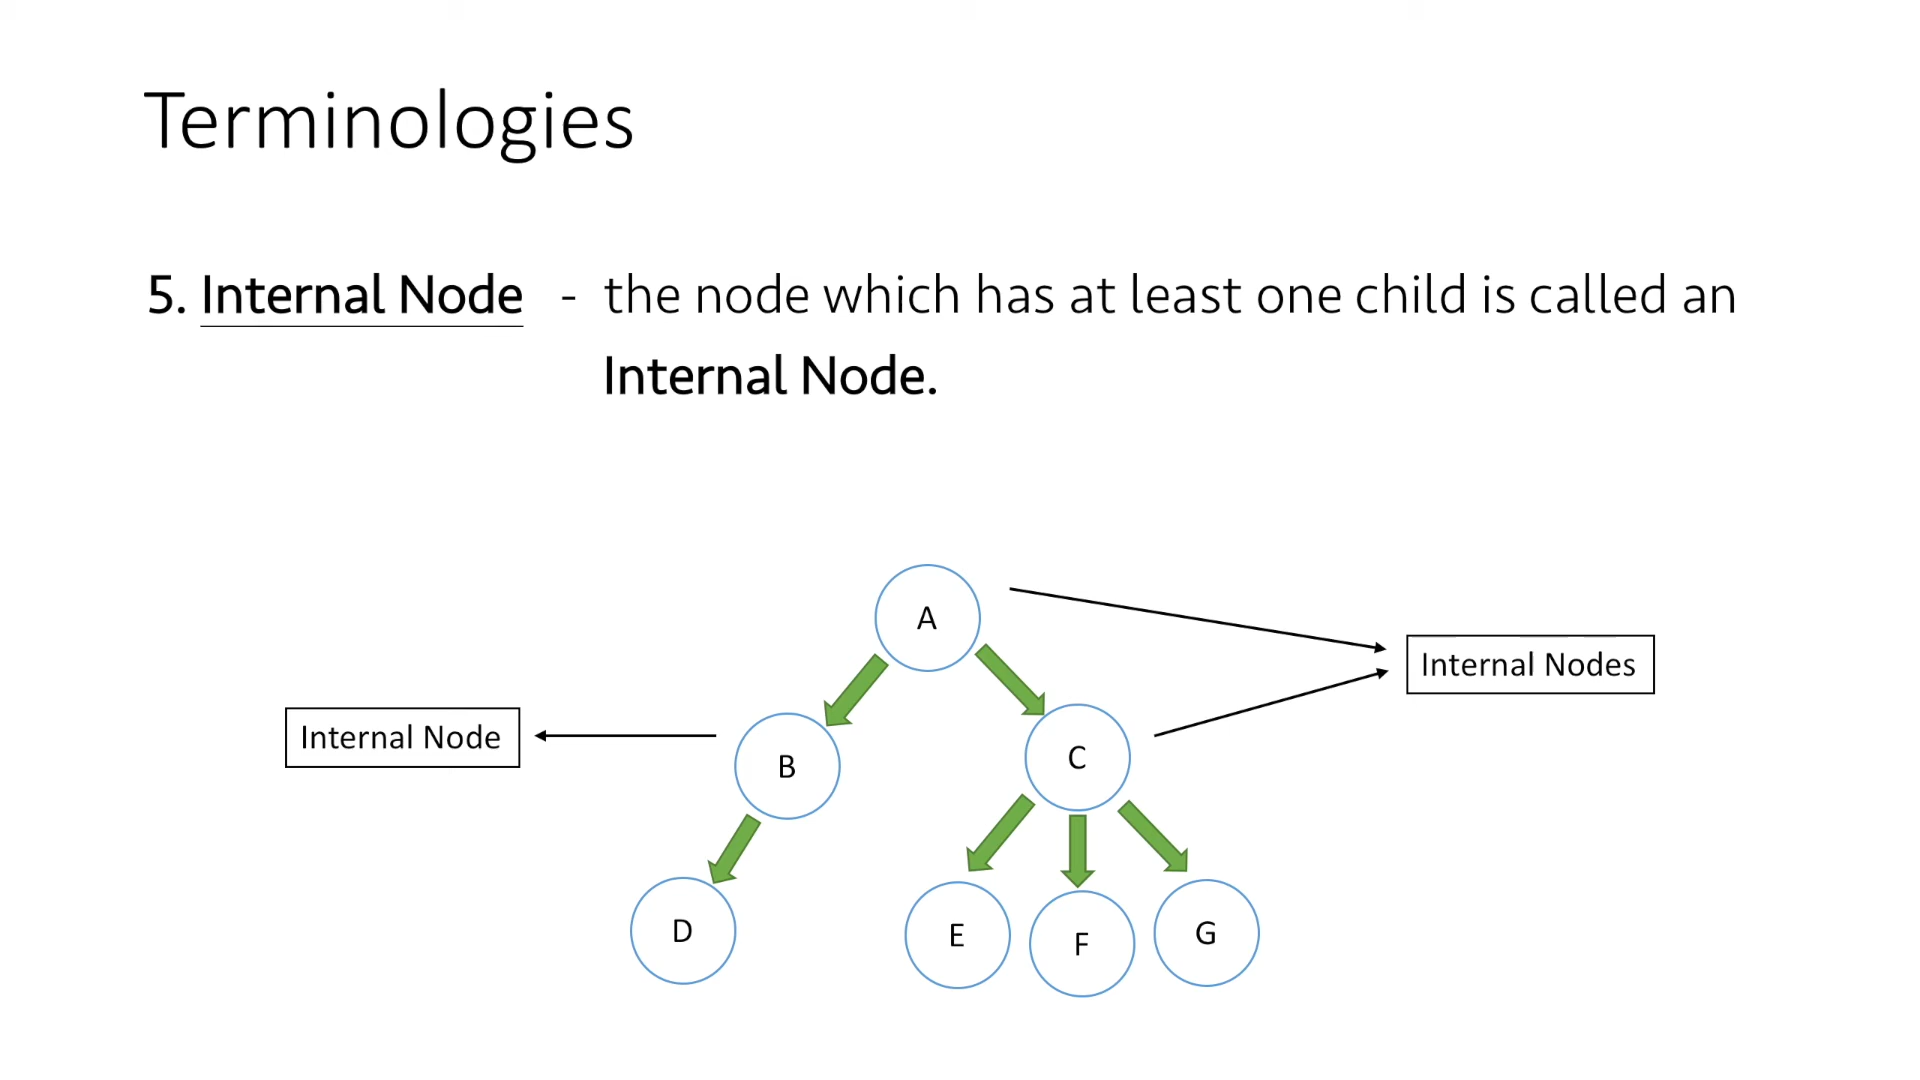 Terminologies
5. Internal Node - the node which has at least one child is called an
Internal Node.
A
Internal Nodes
Internal Node
B
C
D
E
F
G